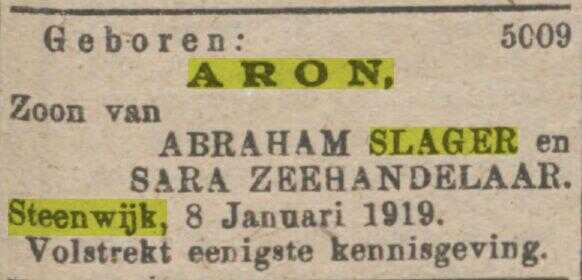 Geboren: 5009
ARON,
Zoon van
ABRAHAM SLAGER en
SARA ZEEHANDELAAR.
Steenwijk, 8 Januari 1919.
Volstrekt eenigste kennisgeving.